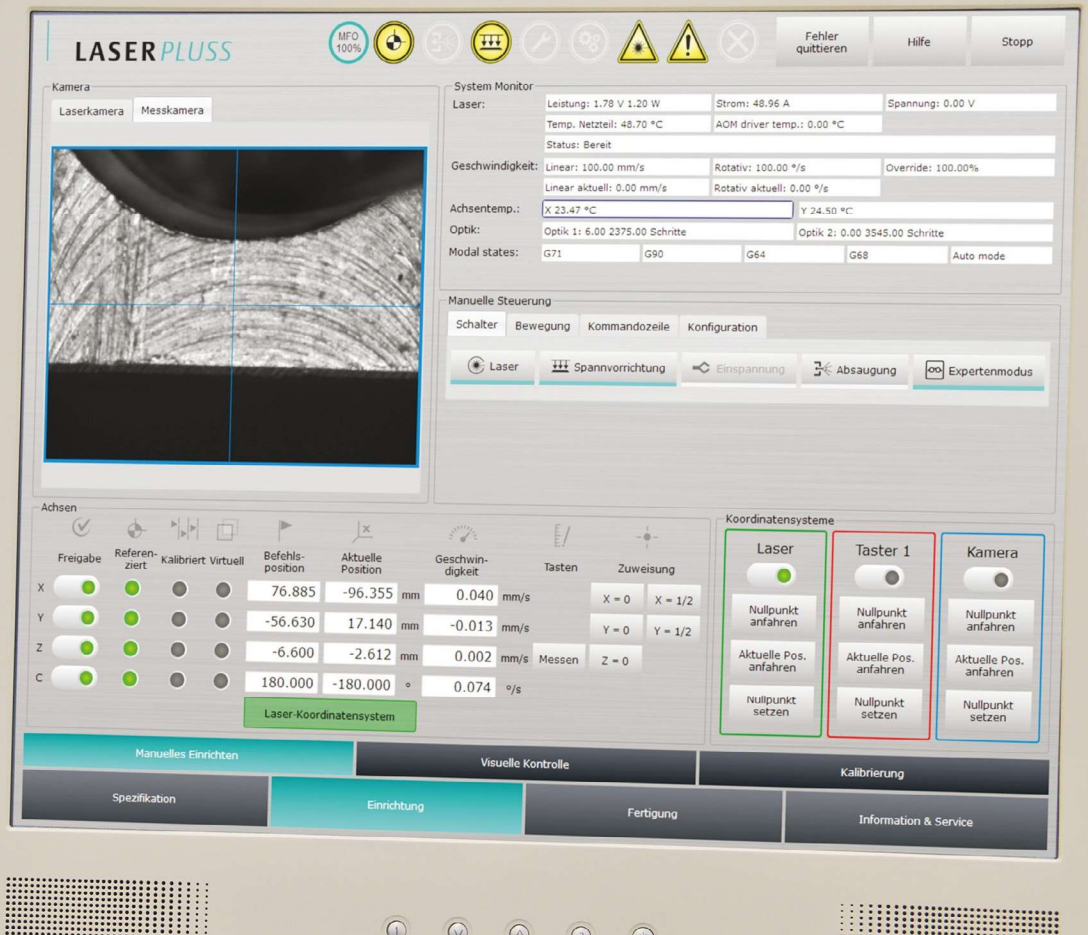 LASER PLUSS
MFO
100%
Fehler
quittieren
Hilfe
Stopp
Kamera
Laserkamera Messkamera
System Monitor
Laser: Leistung: 1.78 V 1.20 W Strom: 48.96 A Spannung: 0.00 V
Temp. Netzteil: 48.70 °C AOM driver temp.: 0.00 °C
Status: Bereit
Geschwindigkeit: Linear: 100.00 mm/s Rotativ: 100.00 °/s Override: 100.00%
Linear aktuell: 0.00 mm/s Rotativ aktuell: 0.00 °/s
Achsentemp.: X 23.47 °C Y 24.50 °C
Optik: Optik 1: 6.00 2375.00 Schritte Optik 2: 0.00 3545.00 Schritte
Modal states: G71 G90 G64 G68 Auto mode
Manuelle Steuerung
Schalter Bewegung Kommandozeile Konfiguration
Laser Spannvorrichtung Einspannung Absaugung Expertenmodus
Achsen
Freigabe
Referen-
ziert
Kalibriert Virtuell
Befehls-
position
Aktuelle
Position
Geschwin-
digkeit
Tasten Zuweisung
X 76.885 -96.355 mm 0.040 mm/s X = 0 X = 1/2
Y -56.630 17.140 mm -0.013 mm/s Y = 0 Y = 1/2
Z -6.600 -2.612 mm 0.002 mm/s Messen Z = 0
C 180.000 -180.000 ° 0.074 °/s
Laser-Koordinatensystem
Koordinatensysteme
Laser
Nullpunkt
anfahren
Aktuelle Pos.
anfahren
Nullpunkt
setzen
Taster 1
Nullpunkt
anfahren
Aktuelle Pos.
anfahren
Nullpunkt
setzen
Kamera
Nullpunkt
anfahren
Aktuelle Pos.
anfahren
Nullpunkt
setzen
Manuelles Einrichten Visuelle Kontrolle Kalibrierung
Spezifikation Einrichtung Fertigung Information & Service